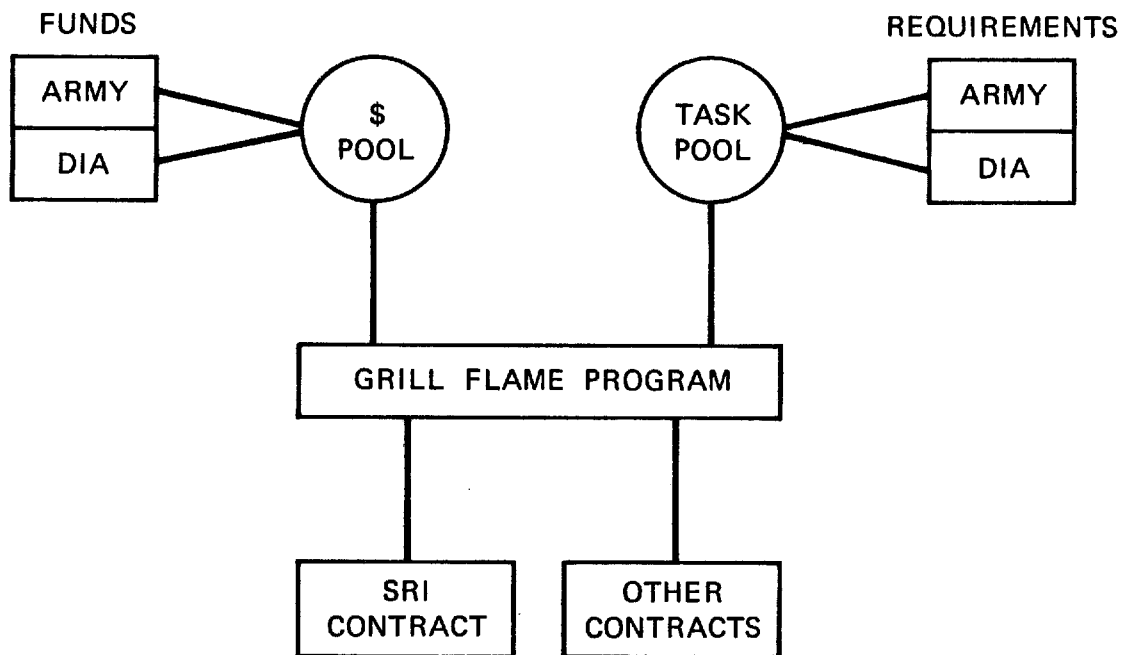 FUNDS
REQUIREMENTS
ARMY
DIA
$
POOL
TASK
POOL
ARMY
DIA
GRILL FLAME PROGRAM
SRI
CONTRACT
OTHER
CONTRACTS